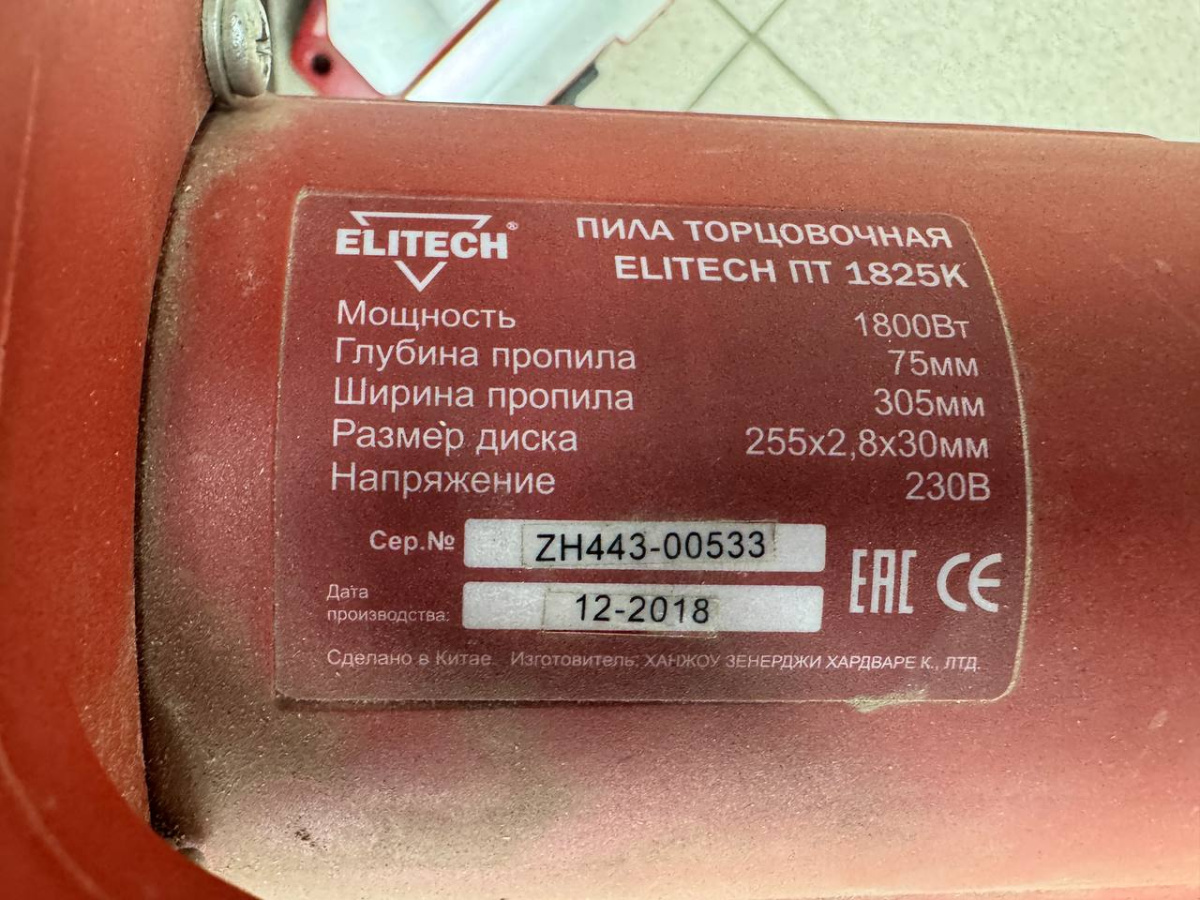 ELITECH®
ПИЛА ТОРЦОВОЧНАЯ
ELITECH ПТ 1825К
Мощность 1800Вт
Глубина пропила 75мм
Ширина пропила 305мм
Размер диска 255х2,8х30мм
Напряжение 230В
Сер.№ ZH443-00533
Дата
производства: 12-2018
EAC CE
Сделано в Китае. Изготовитель: ХАНЖОУ ЗЕНЕРДЖИ ХАРДВАРЕ К., ЛТД.